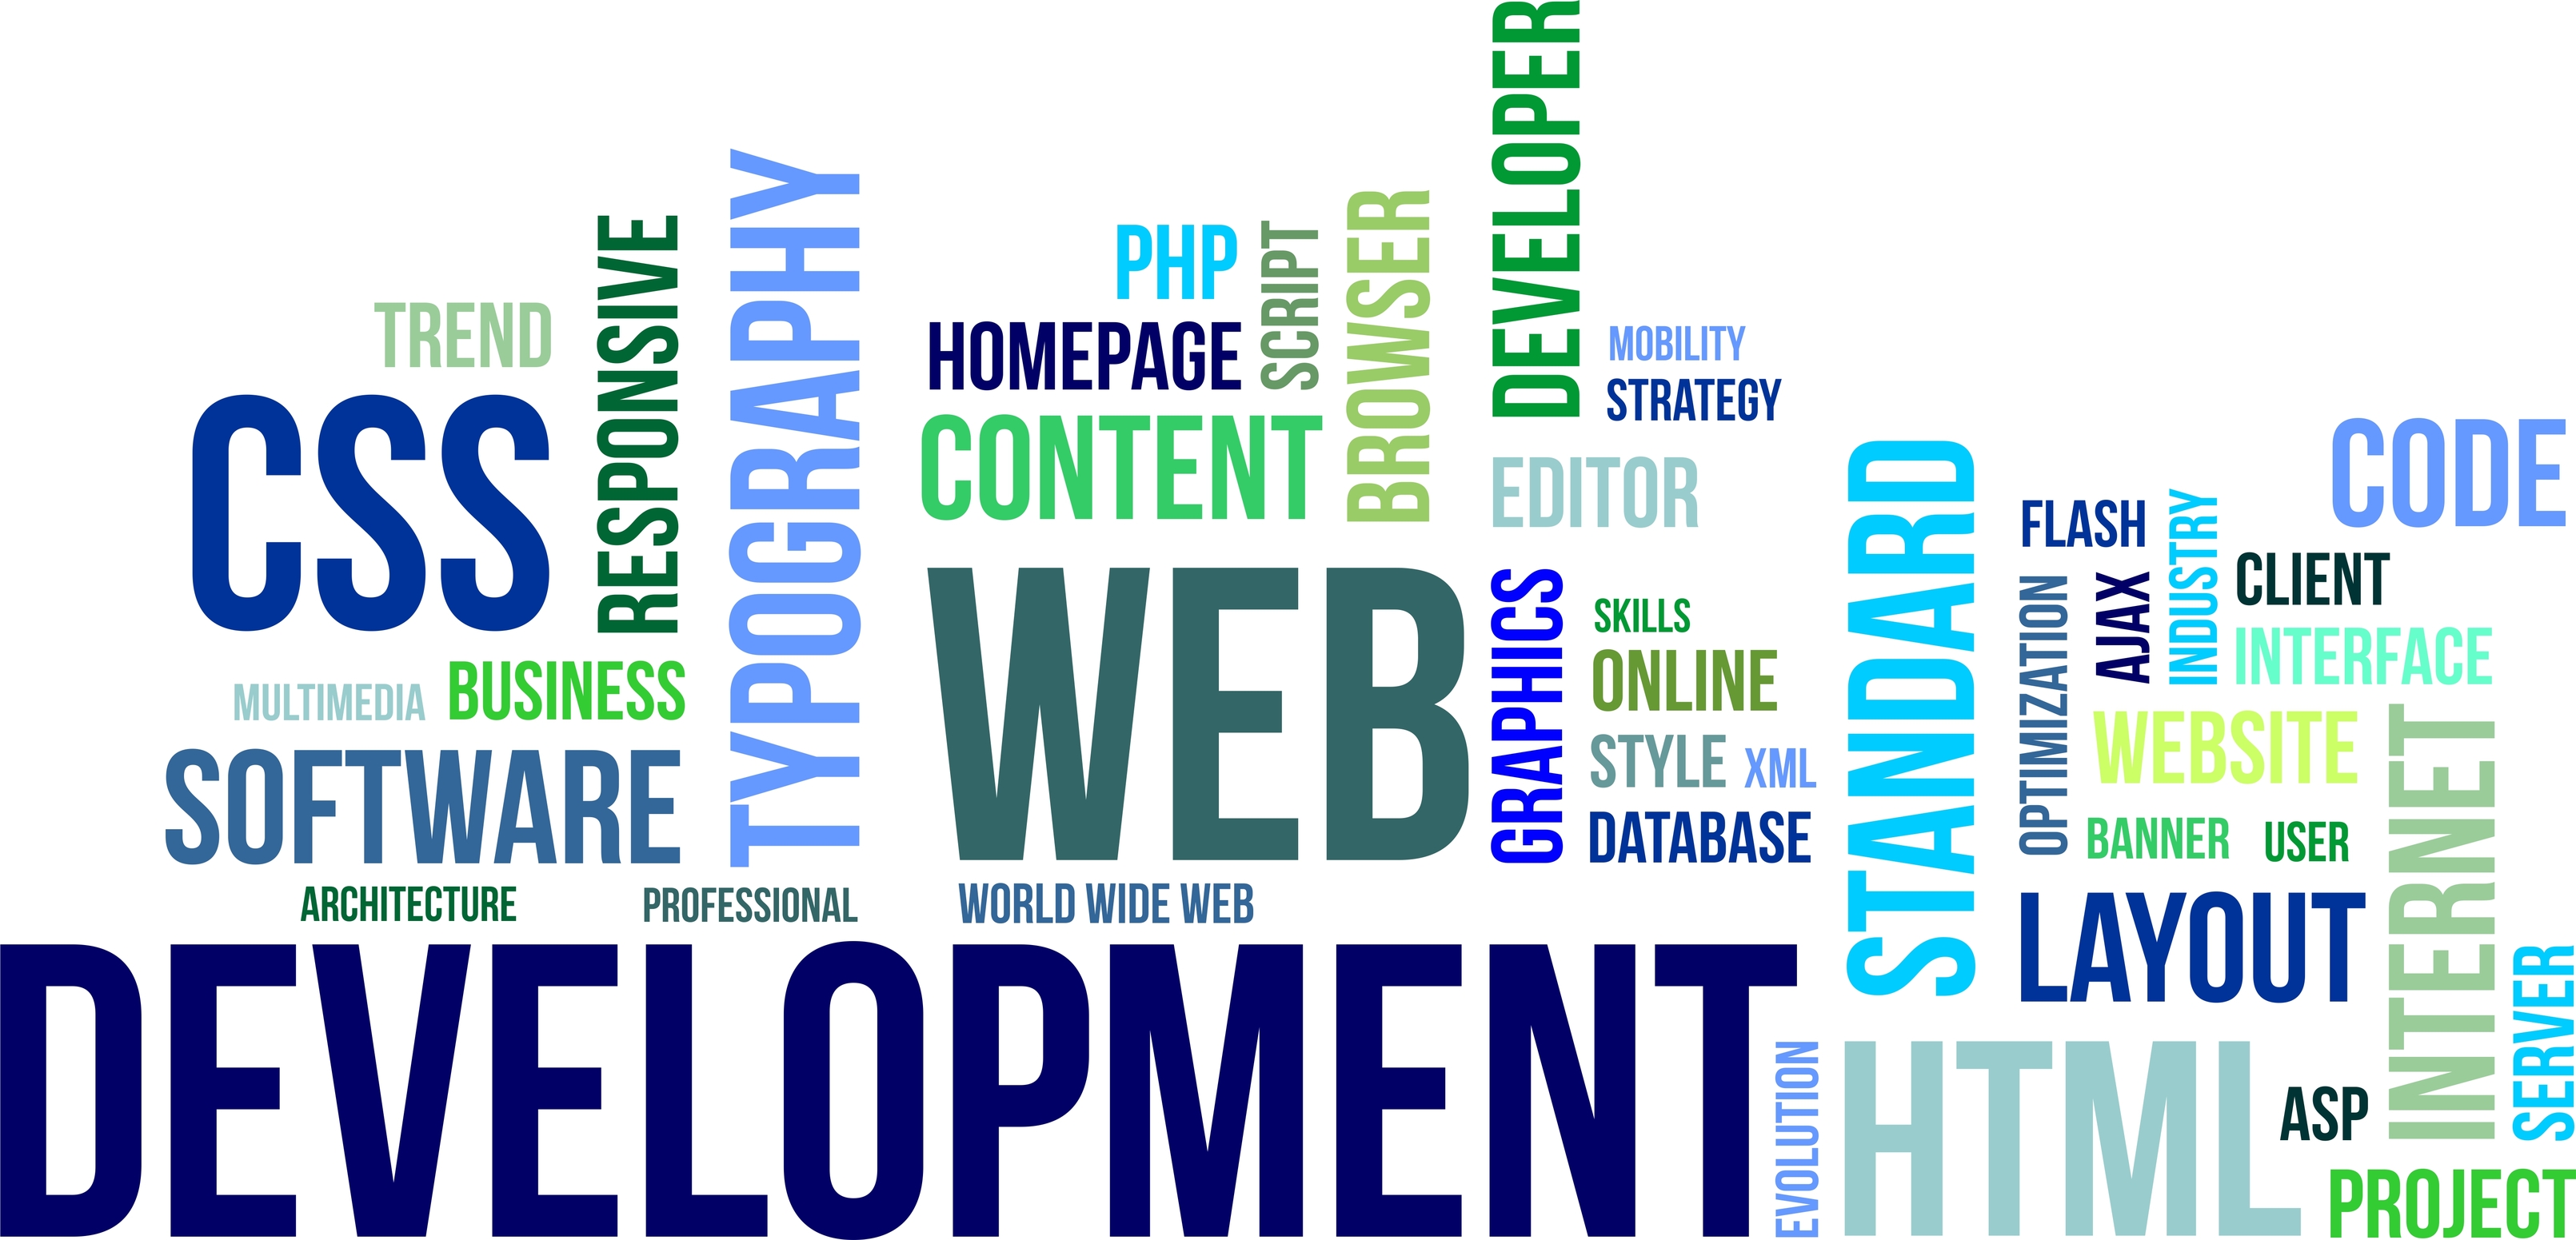 DEVELOPER
TYPOGRAPHY
BROWSER
RESPONSIVE
SCRIPT
PHP
TREND
HOMEPAGE
MOBILITY
STRATEGY
CSS
CONTENT
CODE
STANDARD
EDITOR
INDUSTRY
FLASH
CLIENT
WEB
GRAPHICS
AJAX
OPTIMIZATION
SKILLS
INTERFACE
ONLINE
BUSINESS
MULTIMEDIA
INTERNET
WEBSITE
STYLE
XML
SOFTWARE
DATABASE
BANNER
USER
ARCHITECTURE
PROFESSIONAL
WORLD WIDE WEB
LAYOUT
DEVELOPMENT
SERVER
EVOLUTION
HTML
ASP
PROJECT